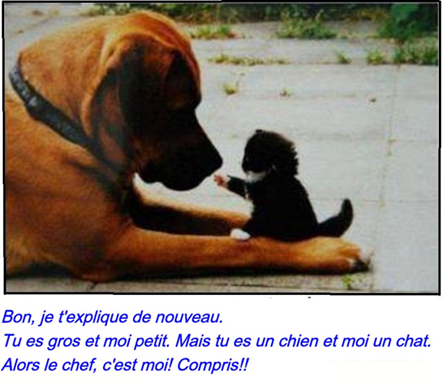 Bon, je t'explique de nouveau.
Tu es gros et moi petit. Mais tu es un chien et moi un chat.
Alors le chef, c'est moi! Compris!!